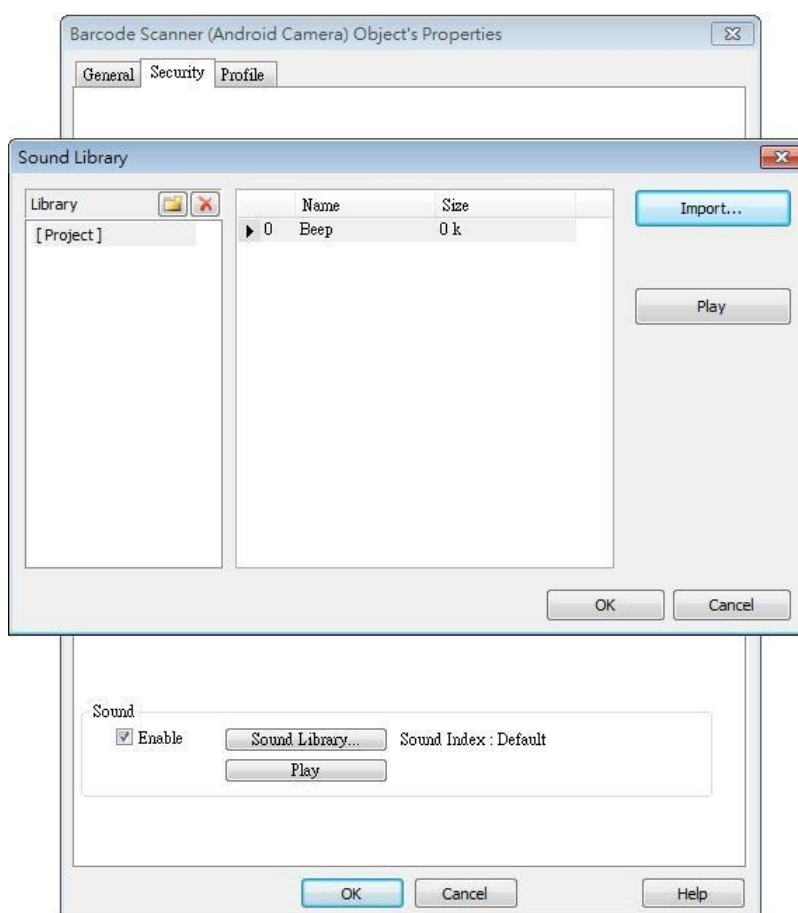 Barcode Scanner (Android Camera) Object's Properties
General Security Profile
Sound Library
Library
[ Project ]
Name Size
0 Beep 0 k
Import...
Play
OK Cancel
Sound
Enable Sound Library... Sound Index : Default
Play
OK Cancel Help